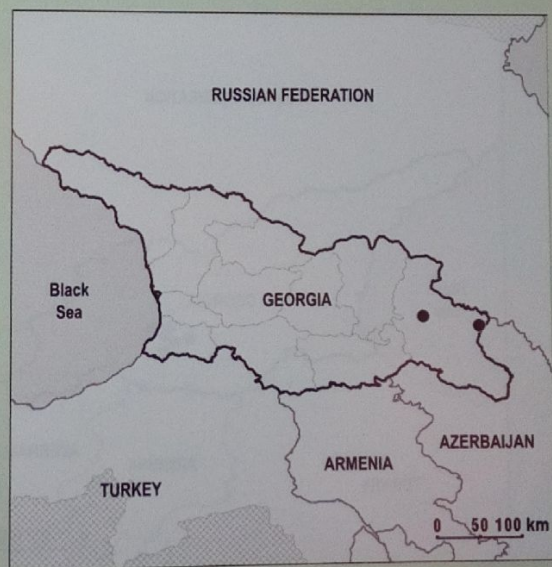 RUSSIAN FEDERATION
Black
Sea
GEORGIA
AZERBAIJAN
ARMENIA
TURKEY
0 50 100 km